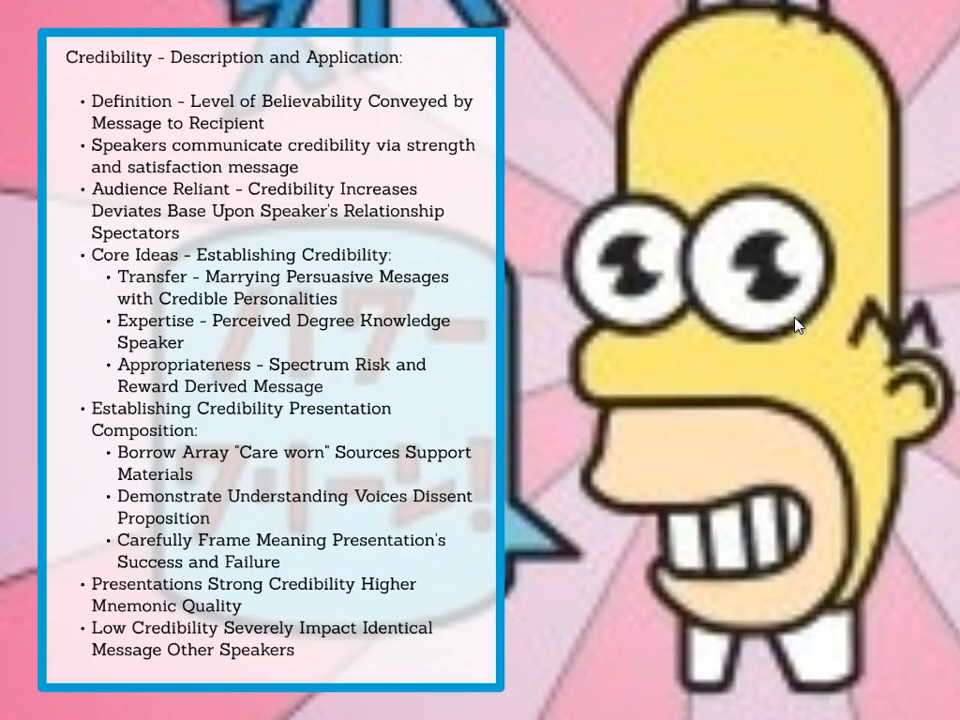 Credibility - Description and Application:
• Definition - Level of Believability Conveyed by
Message to Recipient
• Speakers communicate credibility via strength
and satisfaction message
• Audience Reliant - Credibility Increases
Deviates Base Upon Speaker's Relationship
Spectators
• Core Ideas - Establishing Credibility:
• Transfer - Marrying Persuasive Mesages
with Credible Personalities
• Expertise - Perceived Degree Knowledge
Speaker
• Appropriateness - Spectrum Risk and
Reward Derived Message
• Establishing Credibility Presentation
Composition:
• Borrow Array "Care worn" Sources Support
Materials
• Demonstrate Understanding Voices Dissent
Proposition
• Carefully Frame Meaning Presentation's
Success and Failure
• Presentations Strong Credibility Higher
Mnemonic Quality
• Low Credibility Severely Impact Identical
Message Other Speakers